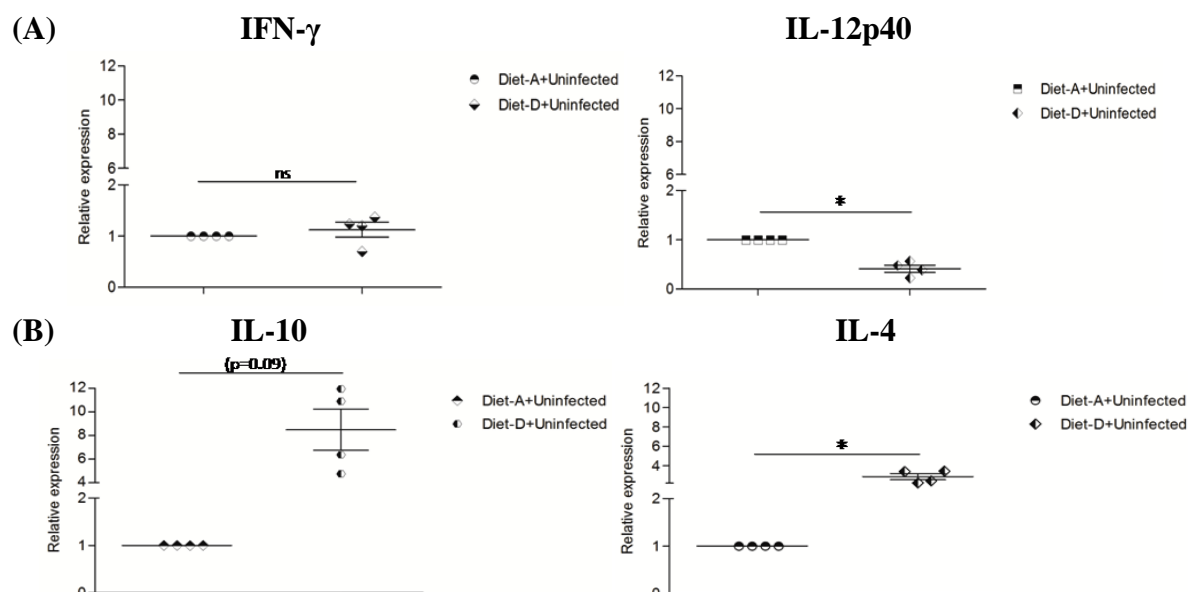 (A) IFN-γ IL-12p40
12
10
8
6
2
1
0
Relative expression
ns
Diet-A+Uninfected
Diet-D+Uninfected
12
10
8
6
2
1
0
Relative expression
*
Diet-A+Uninfected
Diet-D+Uninfected
(B) IL-10 IL-4
(p=0.09)
12
10
8
6
4
2
1
0
Relative expression
Diet-A+Uninfected
Diet-D+Uninfected
12
10
8
6
4
2
1
0
Relative expression
*
Diet-A+Uninfected
Diet-D+Uninfected